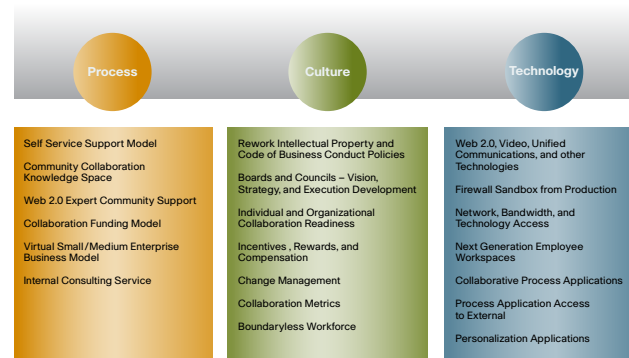 Process
Culture
Technology
Self Service Support Model
Community Collaboration
Knowledge Space
Web 2.0 Expert Community Support
Collaboration Funding Model
Virtual Small/Medium Enterprise
Business Model
Internal Consulting Service
Rework Intellectual Property and
Code of Business Conduct Policies
Boards and Councils – Vision,
Strategy, and Execution Development
Individual and Organizational
Collaboration Readiness
Incentives , Rewards, and
Compensation
Change Management
Collaboration Metrics
Boundaryless Workforce
Web 2.0, Video, Unified
Communications, and other
Technologies
Firewall Sandbox from Production
Network, Bandwidth, and
Technology Access
Next Generation Employee
Workspaces
Collaborative Process Applications
Process Application Access
to External
Personalization Applications